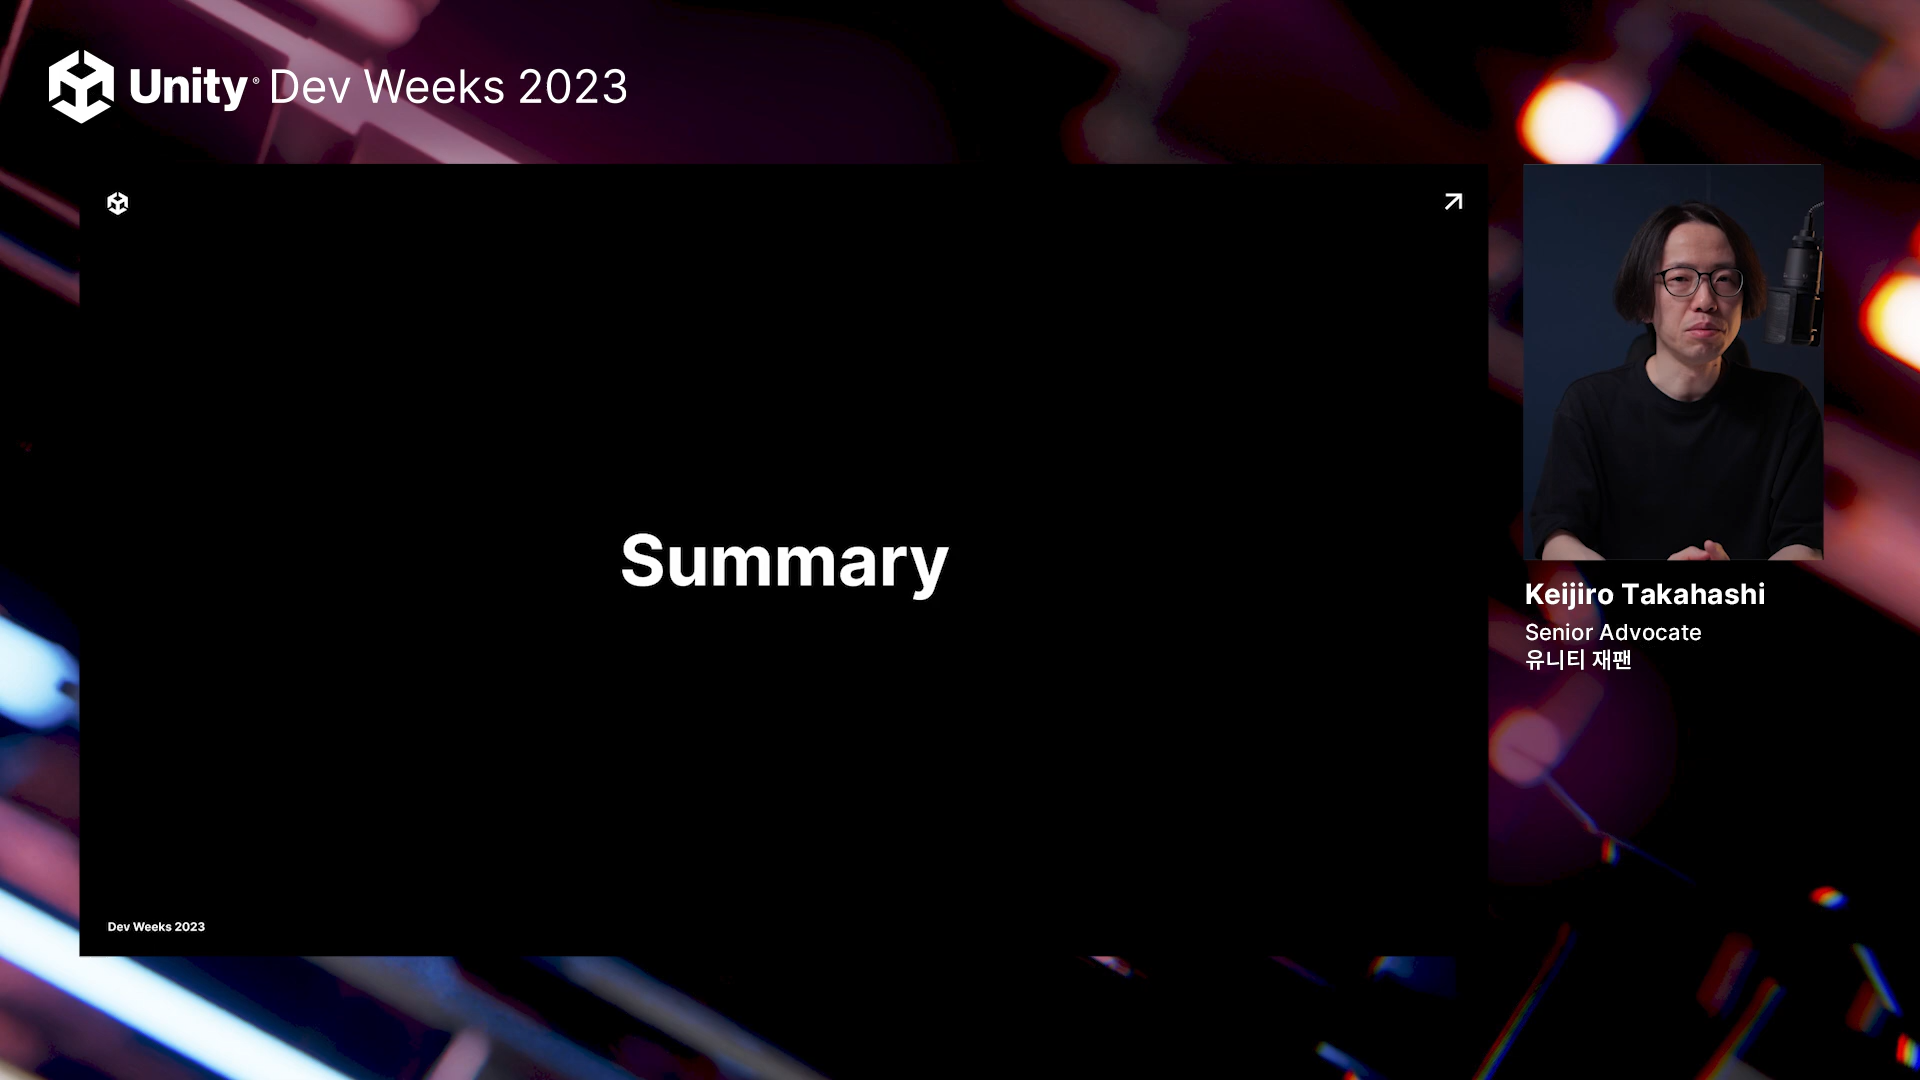 Unity® Dev Weeks 2023
Summary
Dev Weeks 2023
Keijiro Takahashi
Senior Advocate
유니티 재팬